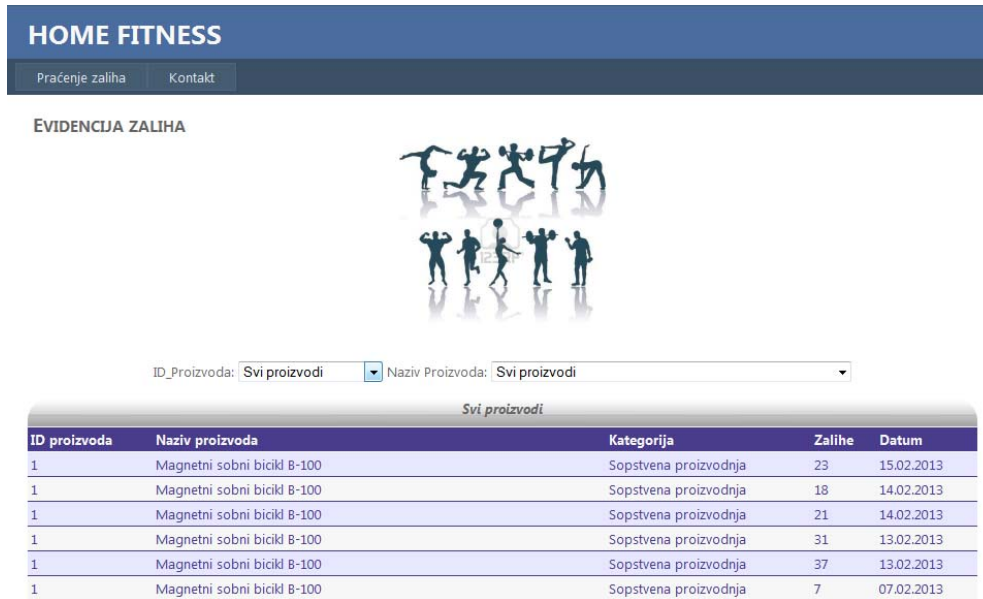 HOME FITNESS
Praćenje zaliha Kontakt
EVIDENCIJA ZALIHA
123RF
ID_Proizvoda: Svi proizvodi Naziv Proizvoda: Svi proizvodi
Svi proizvodi
ID proizvoda Naziv proizvoda Kategorija Zalihe Datum
1 Magnetni sobni bicikl B-100 Sopstvena proizvodnja 23 15.02.2013
1 Magnetni sobni bicikl B-100 Sopstvena proizvodnja 18 14.02.2013
1 Magnetni sobni bicikl B-100 Sopstvena proizvodnja 21 14.02.2013
1 Magnetni sobni bicikl B-100 Sopstvena proizvodnja 31 13.02.2013
1 Magnetni sobni bicikl B-100 Sopstvena proizvodnja 37 13.02.2013
1 Magnetni sobni bicikl B-100 Sopstvena proizvodnja 7 07.02.2013